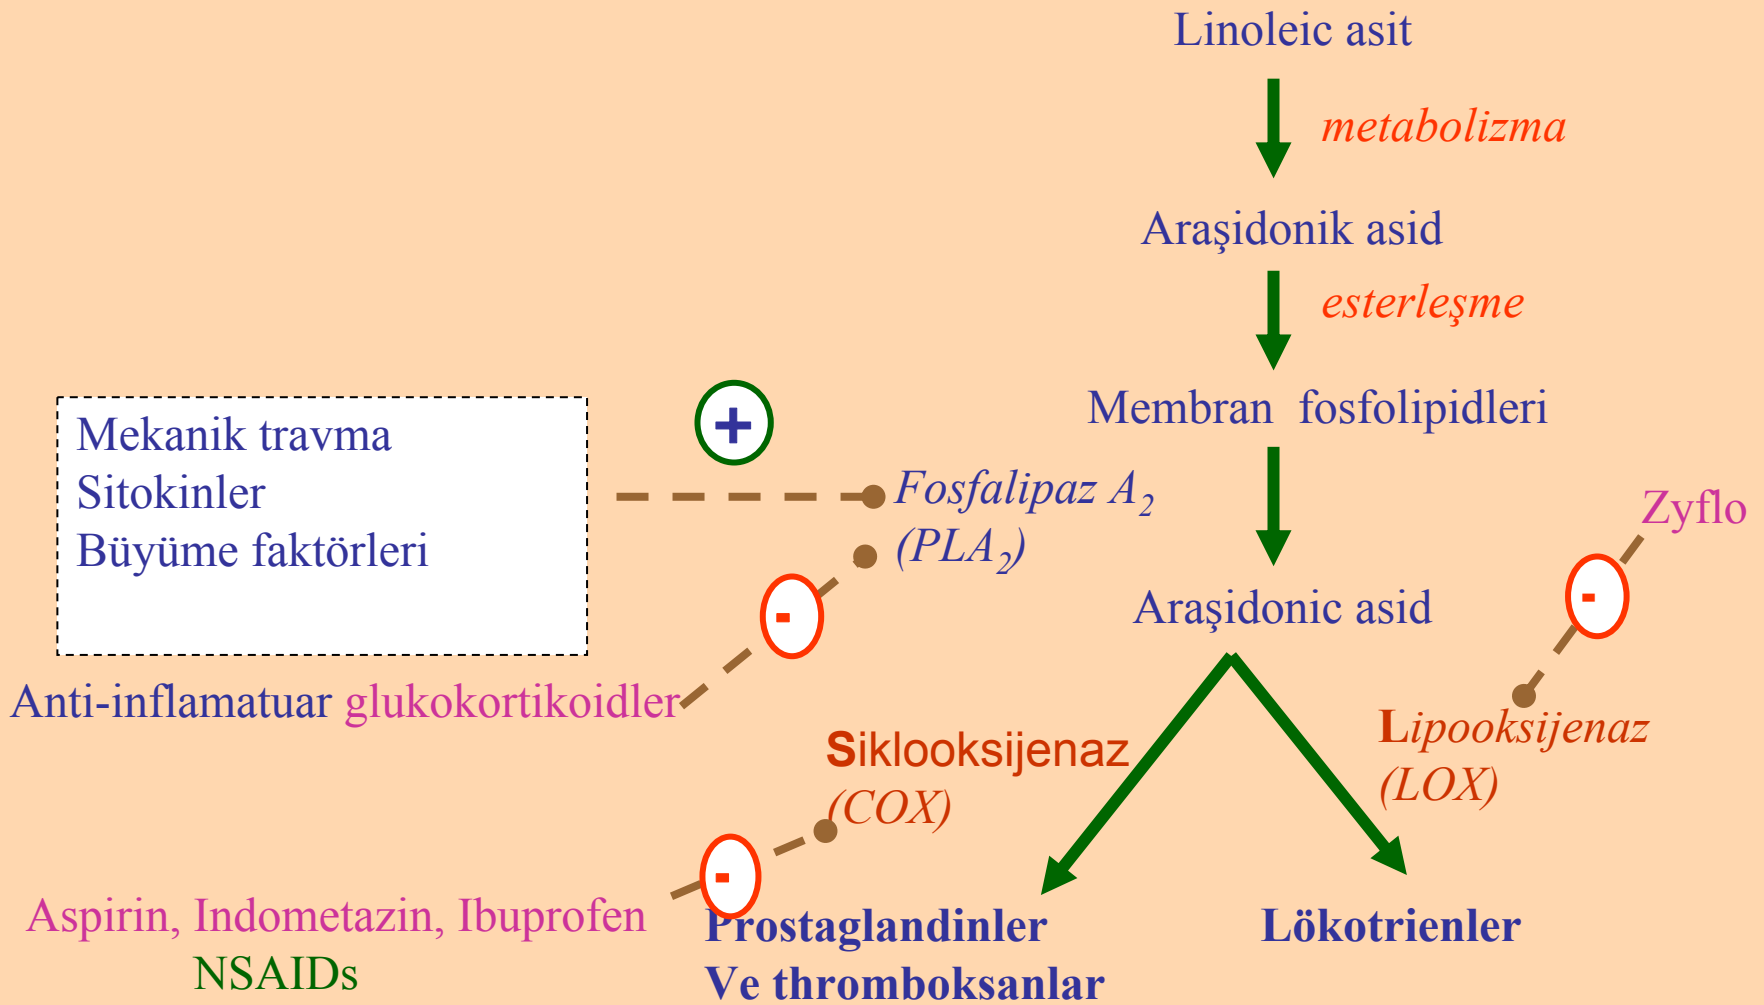 Linoleic asit
metabolizma
Araşidonik asid
esterleşme
Membran fosfolipidleri
+
Mekanik travma
Sitokinler
Büyüme faktörleri
Fosfalipaz A₂
(PLA₂)
Zyflo
-
-
Araşidonic asid
Anti-inflamatuar glukokortikoidler
Siklooksijenaz
(COX)
Lipooksijenaz
(LOX)
-
Aspirin, Indometazin, Ibuprofen
NSAIDs
Prostaglandinler
Ve thromboksanlar
Lökotrienler